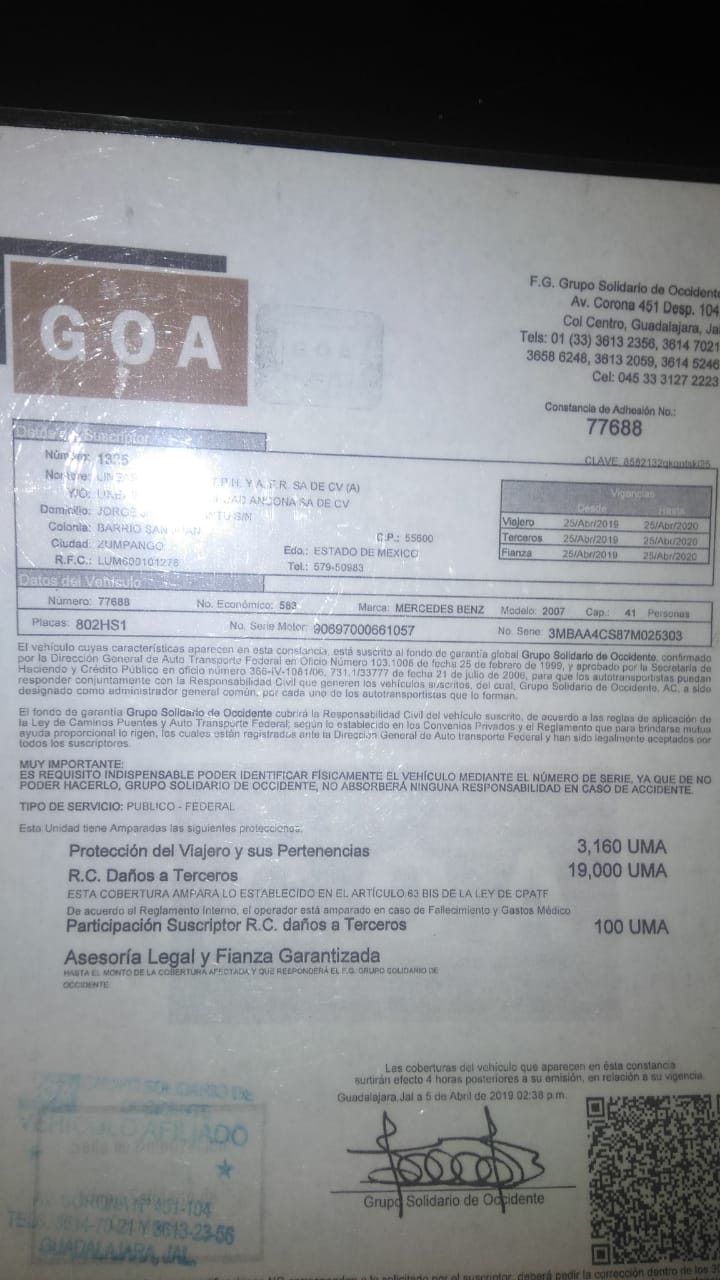 GOA
F.G. Grupo Solidario de Occidente
Av. Corona 451 Desp. 104
Col Centro, Guadalajara, Ja
Tels: 01 (33) 3613 2356, 3614 7021
3658 6248, 3613 2059, 3614 5246
Cel: 045 33 3127 2223
Constancia de Adhesión No.:
77688
Suscriptor
CLAVE
Número: 1325
Nombre: LINEAS T.P.N. Y A.F.R. SA DE CV (A)
Y/O: ANCONA SA DE CV
Domicilio: JORGE S/N
Colonia: BARRIO SAN JUAN
C.P.: 55600
Ciudad: ZUMPANGO
Edo.: ESTADO DE MEXICO
R.F.C.: LUM600101278
Tel.: 579-50983
Vigencias
Desde Hasta
Viajero 25/Abr/2019 25/Abr/2020
Terceros 25/Abr/2019 25/Abr/2020
Fianza 25/Abr/2019 25/Abr/2020
Datos del Vehículo
Número: 77688 No. Económico: 583 Marca: MERCEDES BENZ Modelo: 2007 Cap.: 41 Personas
Placas: 802HS1 No. Serie Motor: 90697000661057 No. Serie: 3MBAA4CS87M025303
El vehículo cuyas características aparecen en esta constancia, está suscrito al fondo de garantía global Grupo Solidario de Occidente, confirmado
por la Dirección General de Auto Transporte Federal en Oficio Número 103.1006 de fecha 25 de febrero de 1999, y aprobado por la Secretaría de
Hacienda y Crédito Público en oficio número 366-IV-1081/06, 731.1/33777 de fecha 21 de julio de 2006, para que los autotransportistas puedan
responder conjuntamente con la Responsabilidad Civil que generen los vehículos suscritos, del cual, Grupo Solidario de Occidente, AC. a sido
designado como administrador general común, por cada uno de los autotransportistas que lo forman.
El fondo de garantía Grupo Solidario de Occidente cubrirá la Responsabilidad Civil del vehículo suscrito, de acuerdo a las reglas de aplicación de
la Ley de Caminos Puentes y Auto Transporte Federal, según lo establecido en los Convenios Privados y el Reglamento que para brindarse mutua
ayuda proporcional lo rigen, los cuales están registrados ante la Dirección General de Auto transporte Federal y han sido legalmente aceptados por
todos los suscriptores.
MUY IMPORTANTE:
ES REQUISITO INDISPENSABLE PODER IDENTIFICAR FÍSICAMENTE EL VEHÍCULO MEDIANTE EL NÚMERO DE SERIE, YA QUE DE NO
PODER HACERLO, GRUPO SOLIDARIO DE OCCIDENTE, NO ABSORBERÁ NINGUNA RESPONSABILIDAD EN CASO DE ACCIDENTE.
TIPO DE SERVICIO: PUBLICO - FEDERAL
Esta Unidad tiene Amparadas las siguientes protecciones:
Protección del Viajero y sus Pertenencias 3,160 UMA
R.C. Daños a Terceros 19,000 UMA
ESTA COBERTURA AMPARA LO ESTABLECIDO EN EL ARTÍCULO 63 BIS DE LA LEY DE CPATF
De acuerdo al Reglamento Interno, el operador está amparado en caso de Fallecimiento y Gastos Médico
Participación Suscriptor R.C. daños a Terceros 100 UMA
Asesoría Legal y Fianza Garantizada
HASTA EL MONTO DE LA COBERTURA AFECTADA Y QUE RESPONDERÁ EL F.G. GRUPO SOLIDARIO DE
OCCIDENTE
Las coberturas del vehículo que aparecen en ésta constancia
surtirán efecto 4 horas posteriores a su emisión, en relación a su vigencia.
Guadalajara,Jal a 5 de Abril de 2019 02:38 p.m.
Grupo Solidario de Occidente
SOLIDARIO DE
OCCIDENTE
VEHICULO AFILIADO
CORONA Nº 451-104
TELS. 3614-70-21 Y 3613-23-56
GUADALAJARA, JAL.
solicitado por el suscriptor, deberá pedir la corrección dentro de los